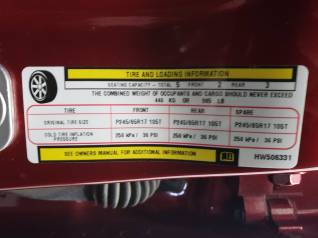 TIRE AND LOADING INFORMATION
SEATING CAPACITY - TOTAL 5 FRONT 2 REAR 3
THE COMBINED WEIGHT OF OCCUPANTS AND CARGO SHOULD NEVER EXCEED
KG OR LB
TIRE FRONT REAR SPARE
ORIGINAL TIRE SIZE P245/65R17 105T P245/65R17 105T P245/65R17 105T
COLD TIRE INFLATION PRESSURE 250 kPa / 36 PSI 250 kPa / 36 PSI 250 kPa / 36 PSI
SEE OWNERS MANUAL FOR ADDITIONAL INFORMATION
HW506331